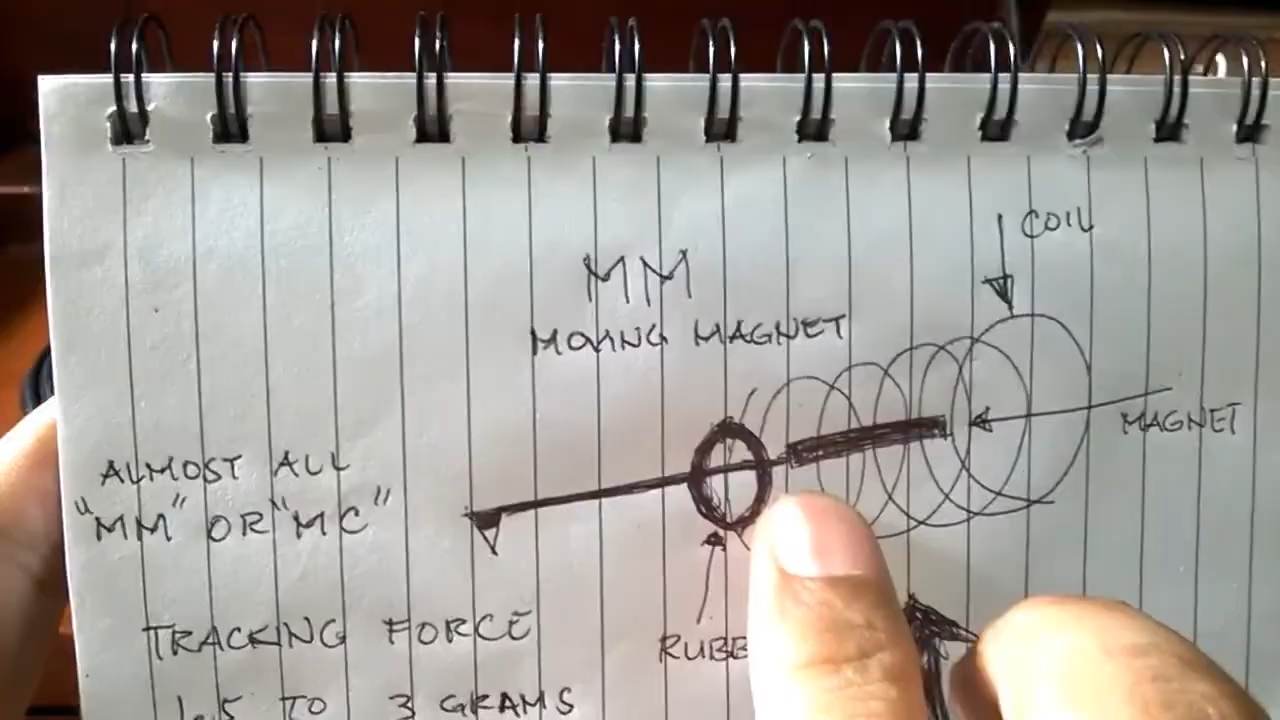 COIL
MM
MOVING MAGNET
MAGNET
ALMOST ALL
"MM" OR "MC"
TRACKING FORCE
1.5 TO 3 GRAMS